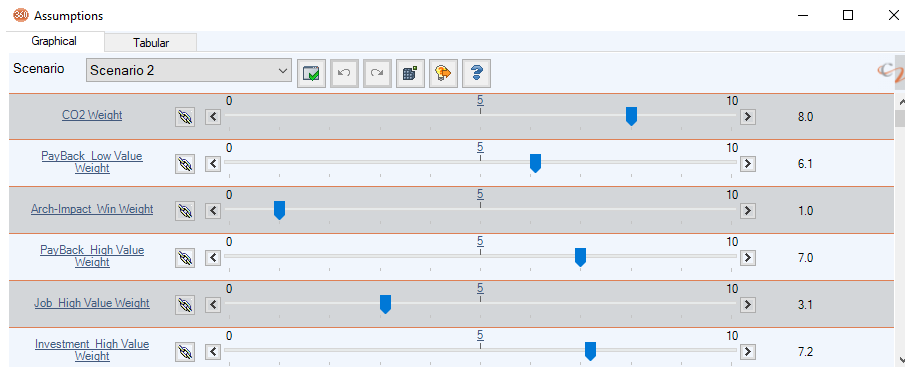 360 Assumptions
Graphical Tabular
Scenario Scenario 2
0 5 10
CO2 Weight 8.0
0 5 10
PayBack_Low Value
Weight 6.1
0 5 10
Arch-Impact_Win Weight 1.0
0 5 10
PayBack_High Value
Weight 7.0
0 5 10
Job_High Value Weight 3.1
0 5 10
Investment_High Value
Weight 7.2